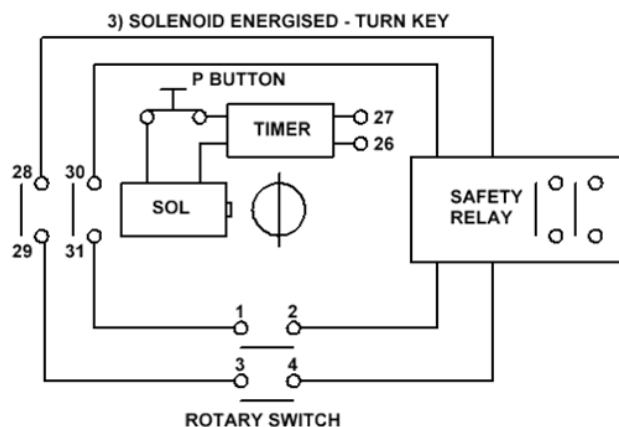 3) SOLENOID ENERGISED - TURN KEY
P BUTTON
TIMER
27
26
28
30
SOL
SAFETY
RELAY
29
31
1
2
3
4
ROTARY SWITCH